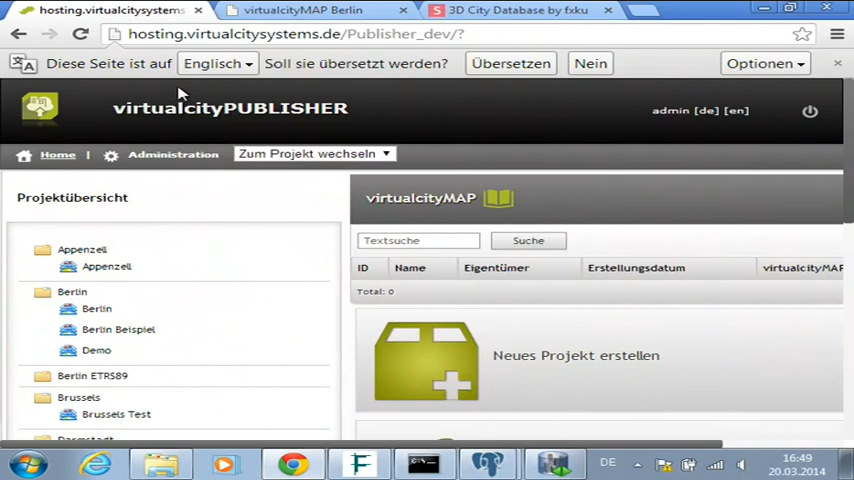 hosting.virtualcitysystems
virtualcityMAP Berlin
3D City Database by fxku
hosting.virtualcitysystems.de/Publisher_dev/?
Diese Seite ist auf Englisch Soll sie übersetzt werden? Übersetzen Nein Optionen
virtualcityPUBLISHER
admin [de] [en]
Home | Administration Zum Projekt wechseln
Projektübersicht
Appenzell
Appenzell
Berlin
Berlin
Berlin Beispiel
Demo
Berlin ETRS89
Brussels
Brussels Test
Darmstadt
virtualcityMAP
Textsuche Suche
ID Name Eigentümer Erstellungsdatum virtualcityMAP
Total: 0
Neues Projekt erstellen
DE
16:49
20.03.2014